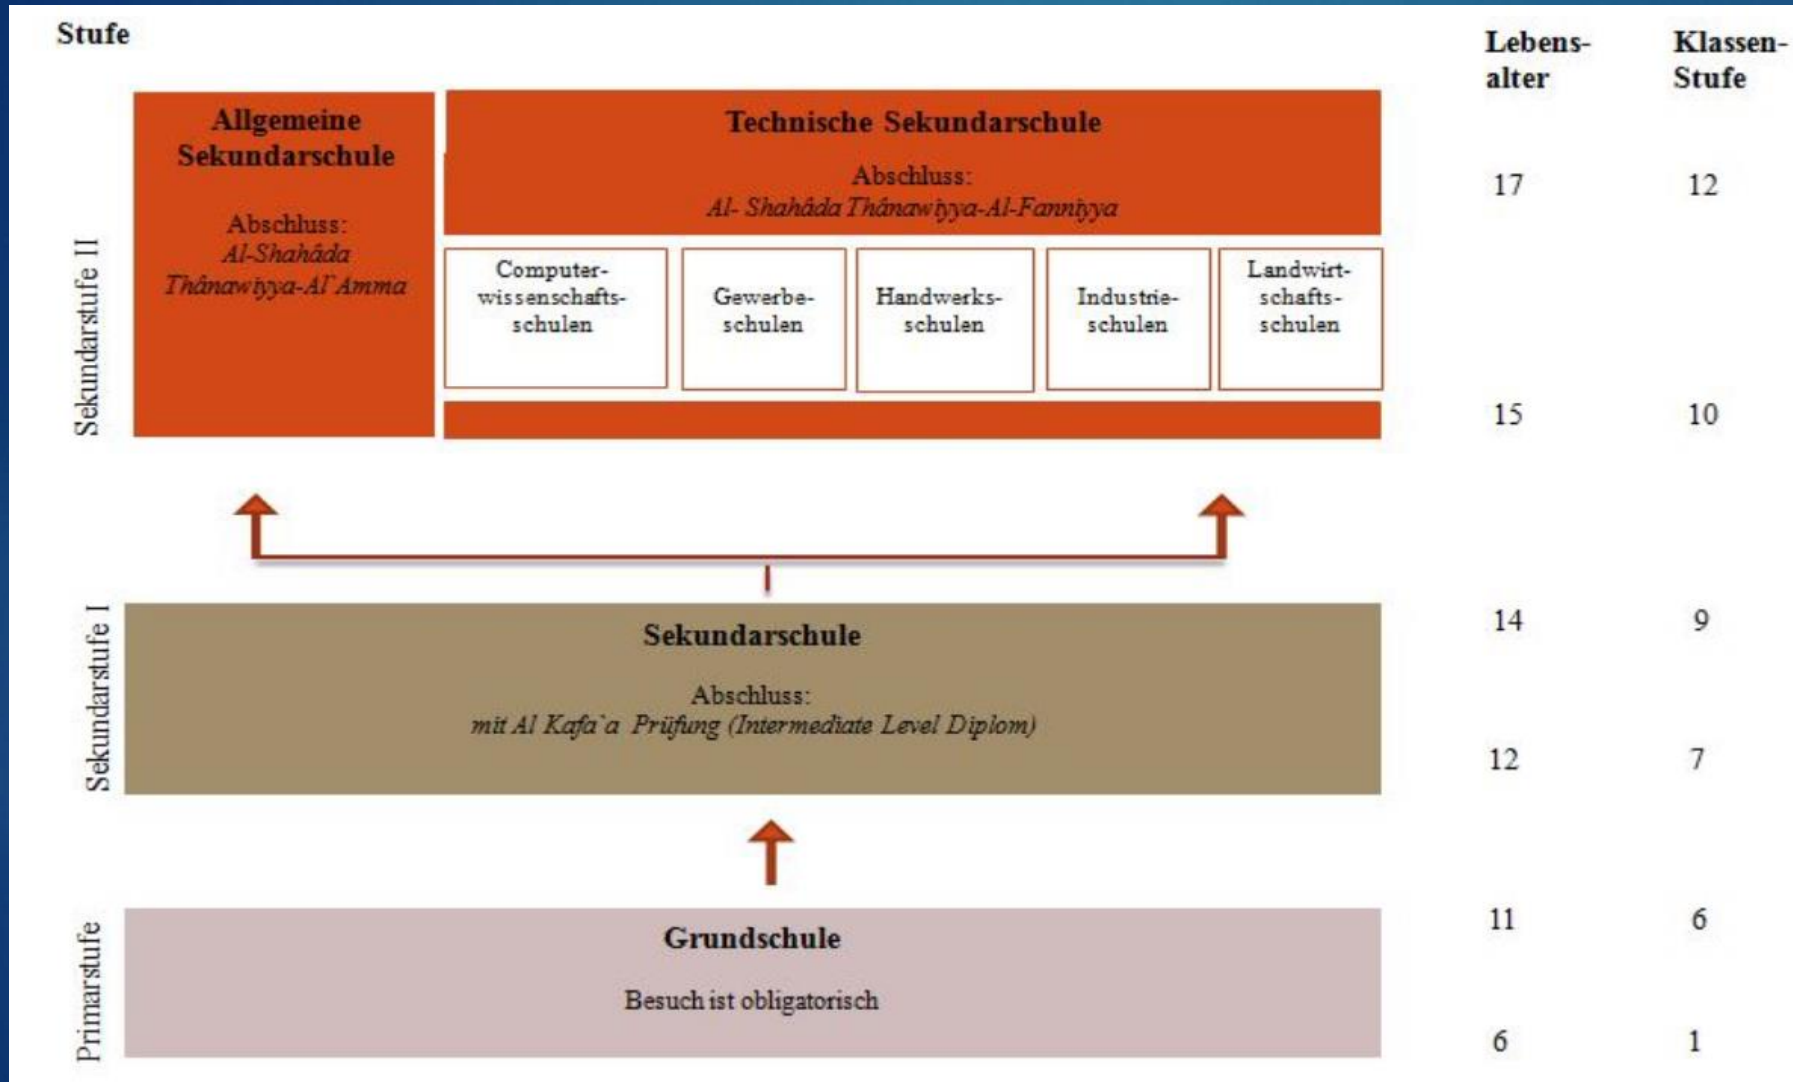 Stufe
Lebens-
alter
Klassen-
Stufe
Sekundarstufe II
Allgemeine
Sekundarschule
Abschluss:
Al-Shahâda
Thânawiyya-Al`Amma
Technische Sekundarschule
Abschluss:
Al- Shahâda Thânawiyya-Al-Fanniyya
Computer-
wissenschafts-
schulen
Gewerbe-
schulen
Handwerks-
schulen
Industrie-
schulen
Landwirt-
schafts-
schulen
17 12
15 10
Sekundarstufe I
Sekundarschule
Abschluss:
mit Al Kafa`a Prüfung (Intermediate Level Diplom)
14 9
12 7
Primarstufe
Grundschule
Besuch ist obligatorisch
11 6
6 1